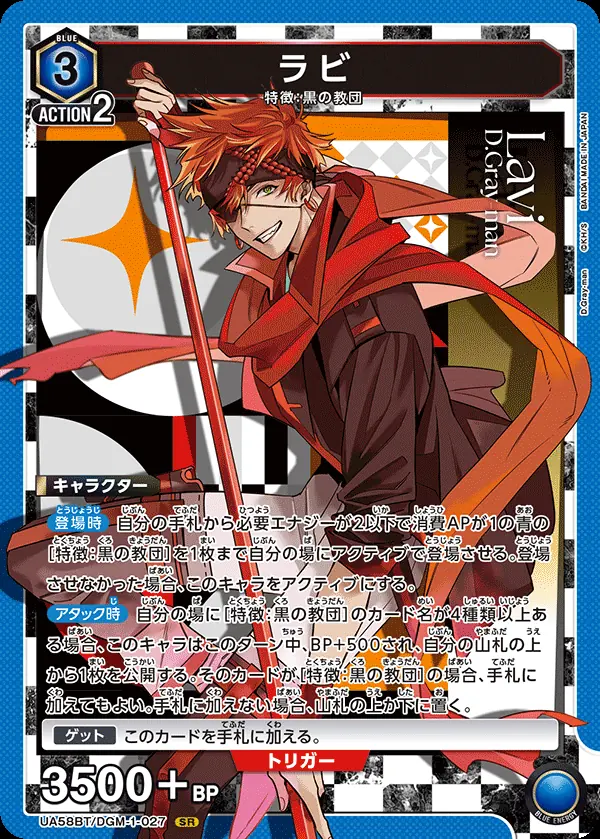 BLUE
3
ACTION2
ラビ
特徴:黒の教団
Lavi
D.Gray-man
D.Gray-man ©KH/S BANDAI MADE IN JAPAN
キャラクター
登場時 自分の手札から必要エナジーが2以下で消費APが1の青の
[特徴:黒の教団]を1枚まで自分の場にアクティブで登場させる。登場
させなかった場合、このキャラをアクティブにする。
アタック時 自分の場に[特徴:黒の教団]のカード名が4種類以上あ
る場合、このキャラはこのターン中、BP+500され、自分の山札の上
から1枚を公開する。そのカードが、[特徴:黒の教団]の場合、手札に
加えてもよい。手札に加えない場合、山札の上か下に置く。
ゲット このカードを手札に加える。
トリガー
3500+BP
UA58BT/DGM-1-027 SR
BLUE ENERGY